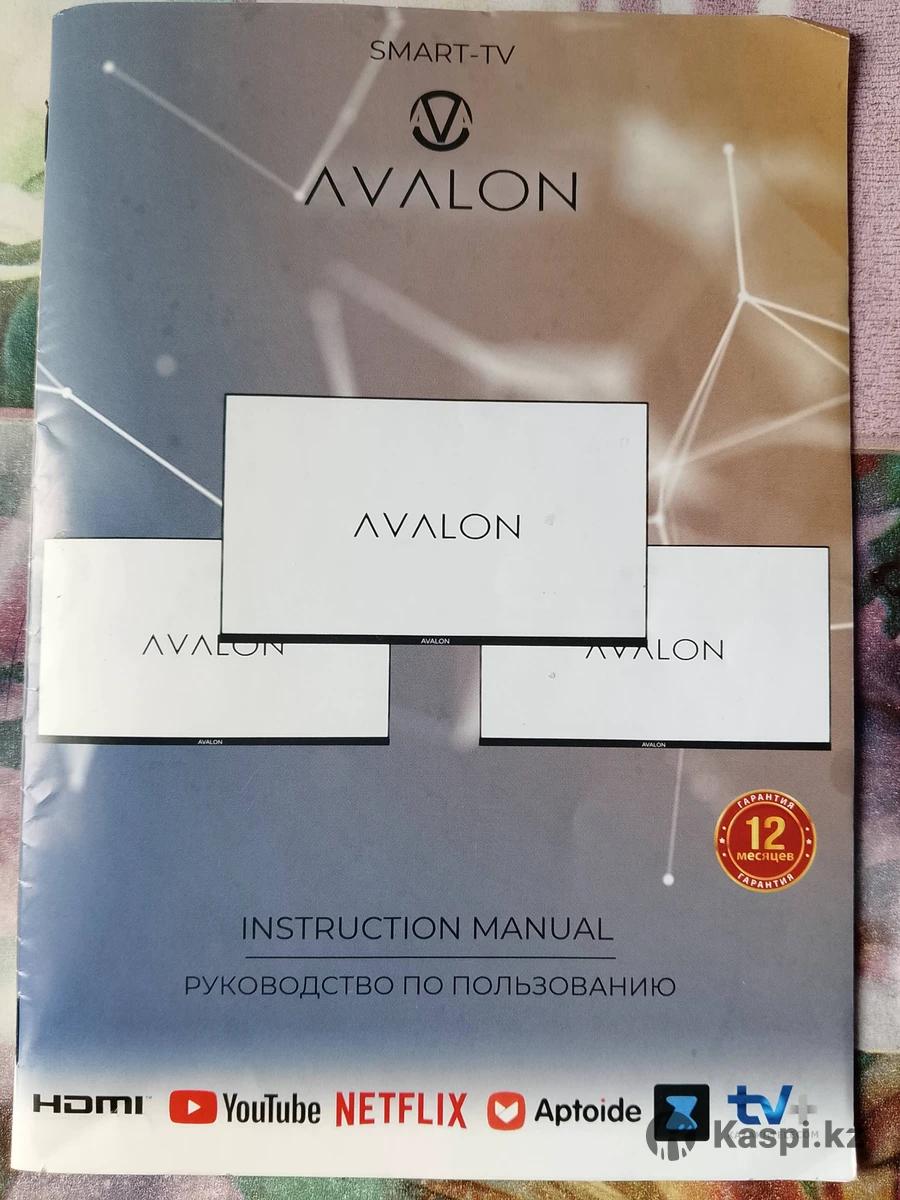 SMART-TV
AVALON
AVALON
AVALON
AVALON
AVALON
AVALON
AVALON
ГАРАНТИЯ
12
месяцев
ГАРАНТИЯ
INSTRUCTION MANUAL
РУКОВОДСТВО ПО ПОЛЬЗОВАНИЮ
HDMI YouTube NETFLIX Aptoide tv+
Kaspi.kz